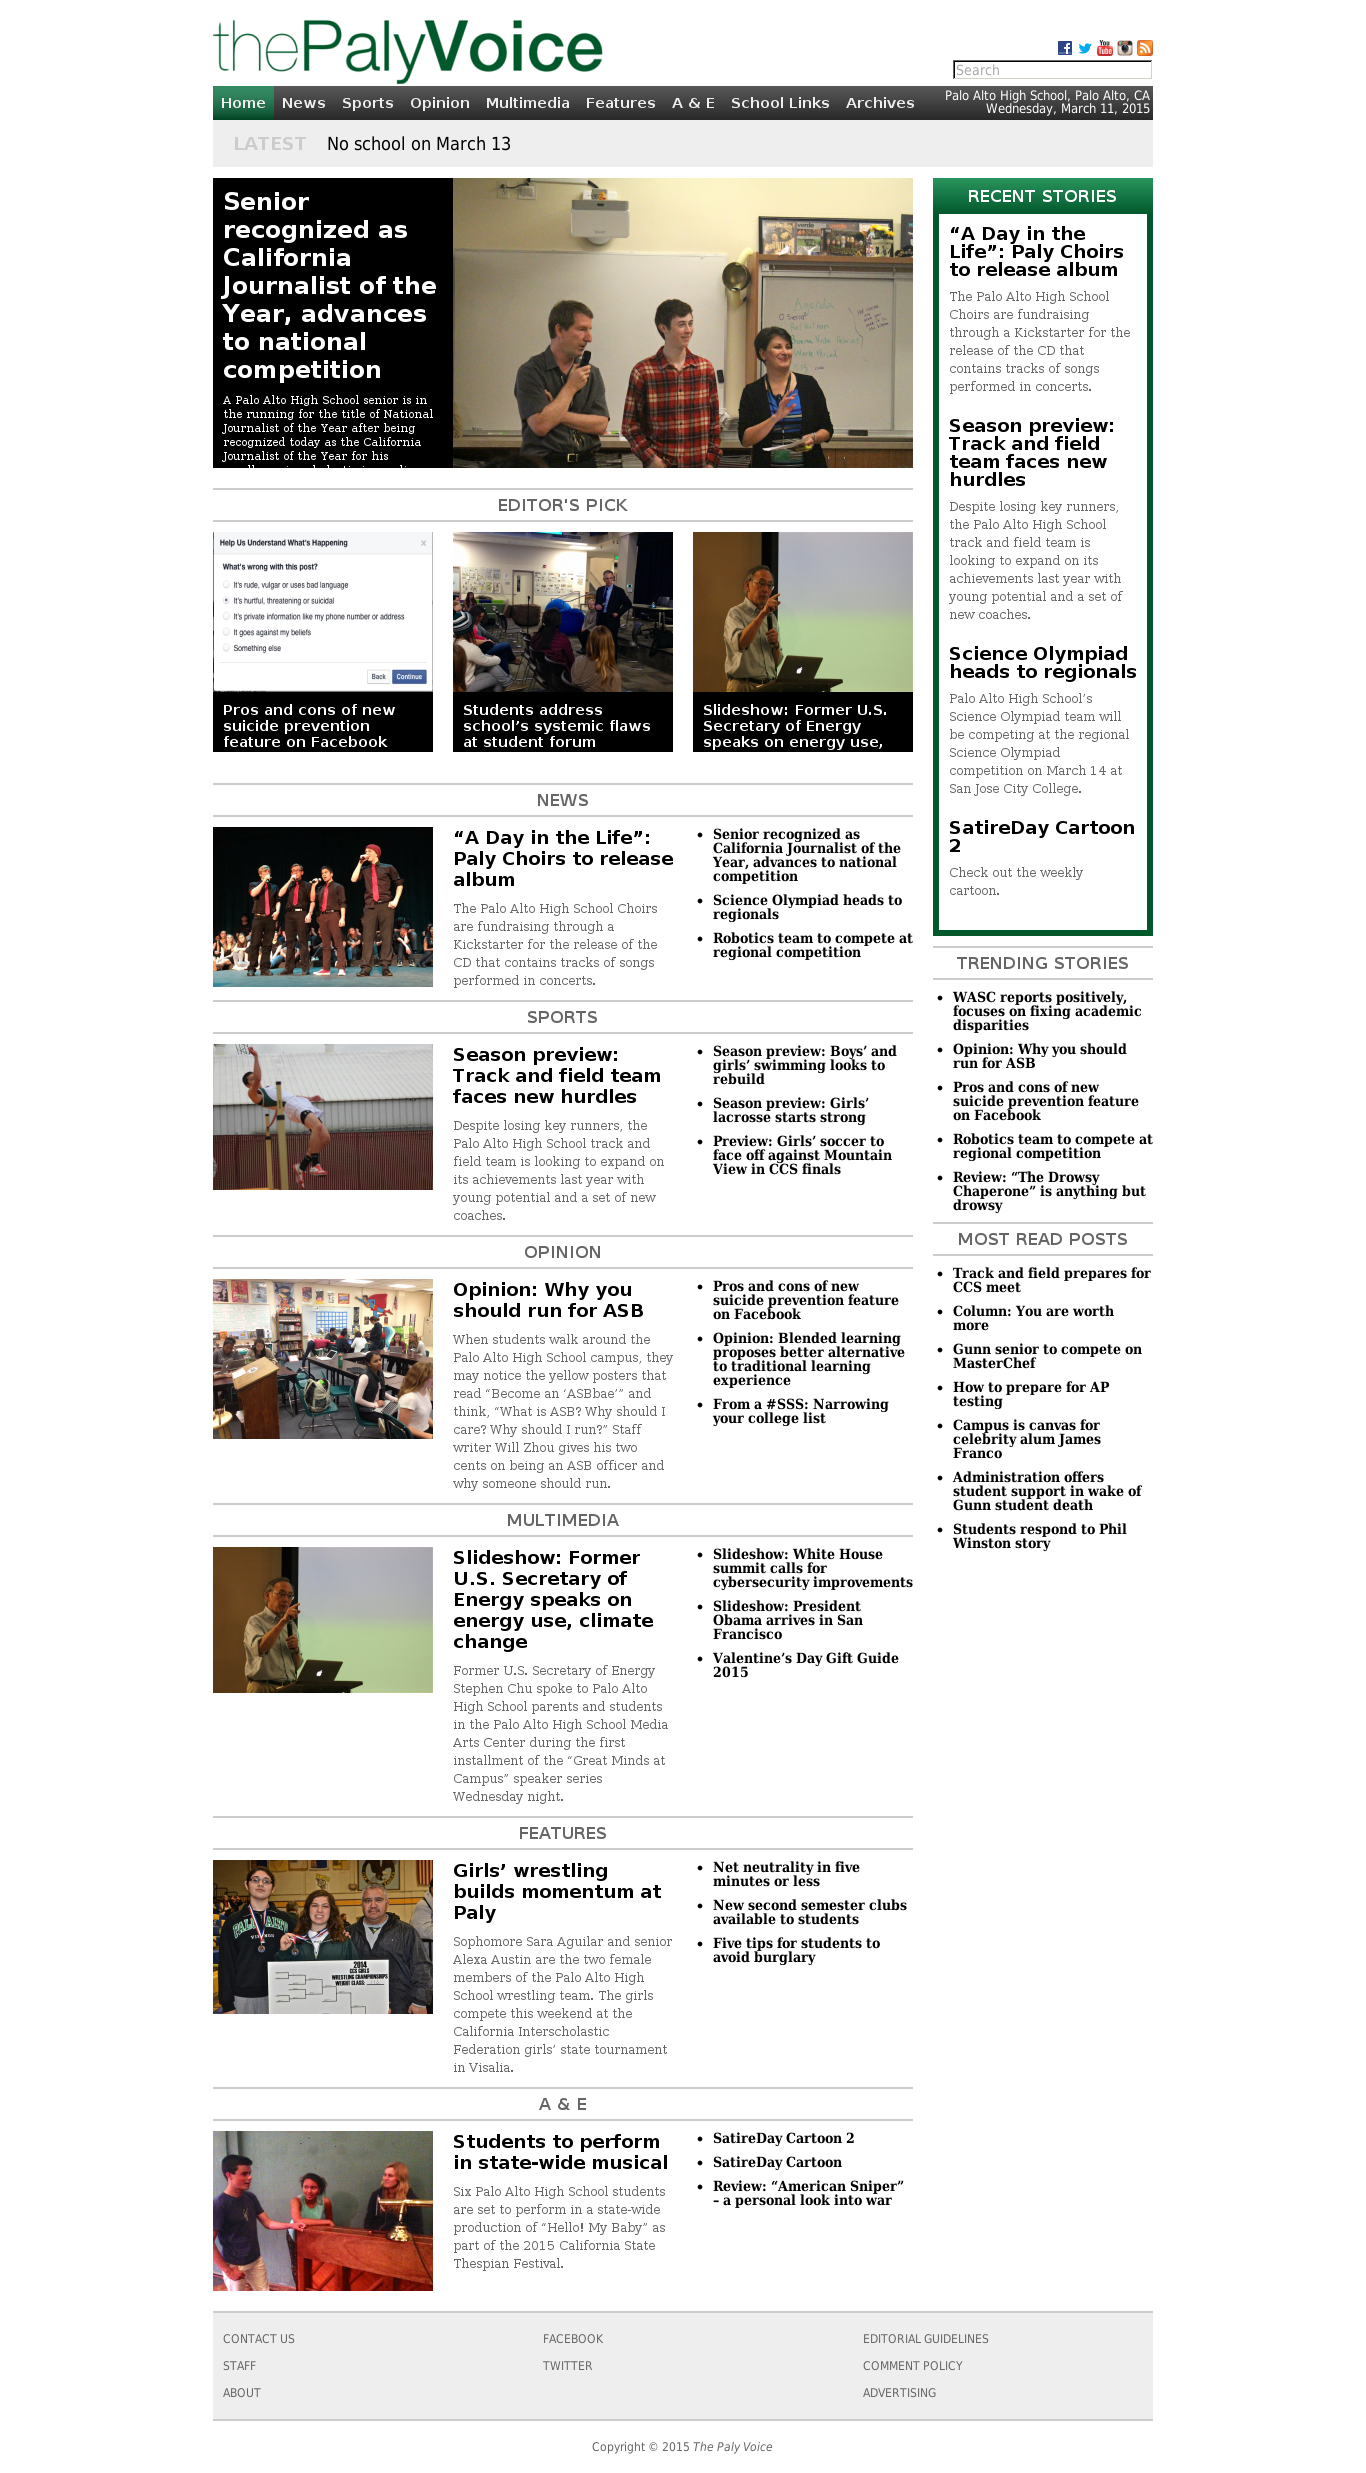 thePalyVoice
Search
Home News Sports Opinion Multimedia Features A & E School Links Archives
Palo Alto High School, Palo Alto, CA
Wednesday, March 11, 2015
LATEST No school on March 13
Senior
recognized as
California
Journalist of the
Year, advances
to national
competition
A Palo Alto High School senior is in
the running for the title of National
Journalist of the Year after being
recognized today as the California
Journalist of the Year for his
EDITOR'S PICK
Help Us Understand What's Happening
What's wrong with this post?
It's rude, vulgar or uses bad language
It's hurtful, threatening or suicidal
It's private information like my phone number or address
It goes against my beliefs
Something else
Back Continue
Pros and cons of new
suicide prevention
feature on Facebook
Students address
school’s systemic flaws
at student forum
Slideshow: Former U.S.
Secretary of Energy
speaks on energy use,
NEWS
“A Day in the Life”:
Paly Choirs to release
album
The Palo Alto High School Choirs
are fundraising through a
Kickstarter for the release of the
CD that contains tracks of songs
performed in concerts.
Senior recognized as
California Journalist of the
Year, advances to national
competition
Science Olympiad heads to
regionals
Robotics team to compete at
regional competition
SPORTS
Season preview:
Track and field team
faces new hurdles
Despite losing key runners, the
Palo Alto High School track and
field team is looking to expand on
its achievements last year with
young potential and a set of new
coaches.
Season preview: Boys’ and
girls’ swimming looks to
rebuild
Season preview: Girls’
lacrosse starts strong
Preview: Girls’ soccer to
face off against Mountain
View in CCS finals
OPINION
Opinion: Why you
should run for ASB
When students walk around the
Palo Alto High School campus, they
may notice the yellow posters that
read “Become an ‘ASBbae’” and
think, “What is ASB? Why should I
care? Why should I run?” Staff
writer Will Zhou gives his two
cents on being an ASB officer and
why someone should run.
Pros and cons of new
suicide prevention feature
on Facebook
Opinion: Blended learning
proposes better alternative
to traditional learning
experience
From a #SSS: Narrowing
your college list
MULTIMEDIA
Slideshow: Former
U.S. Secretary of
Energy speaks on
energy use, climate
change
Former U.S. Secretary of Energy
Stephen Chu spoke to Palo Alto
High School parents and students
in the Palo Alto High School Media
Arts Center during the first
installment of the “Great Minds at
Campus” speaker series
Wednesday night.
Slideshow: White House
summit calls for
cybersecurity improvements
Slideshow: President
Obama arrives in San
Francisco
Valentine’s Day Gift Guide
2015
FEATURES
PALO ALTO
2014
CCS GIRLS
WRESTLING CHAMPIONSHIPS
WEIGHT CLASS:
Girls’ wrestling
builds momentum at
Paly
Sophomore Sara Aguilar and senior
Alexa Austin are the two female
members of the Palo Alto High
School wrestling team. The girls
compete this weekend at the
California Interscholastic
Federation girls’ state tournament
in Visalia.
Net neutrality in five
minutes or less
New second semester clubs
available to students
Five tips for students to
avoid burglary
A & E
Students to perform
in state-wide musical
Six Palo Alto High School students
are set to perform in a state-wide
production of “Hello! My Baby” as
part of the 2015 California State
Thespian Festival.
SatireDay Cartoon 2
SatireDay Cartoon
Review: “American Sniper”
– a personal look into war
RECENT STORIES
“A Day in the
Life”: Paly Choirs
to release album
The Palo Alto High School
Choirs are fundraising
through a Kickstarter for the
release of the CD that
contains tracks of songs
performed in concerts.
Season preview:
Track and field
team faces new
hurdles
Despite losing key runners,
the Palo Alto High School
track and field team is
looking to expand on its
achievements last year with
young potential and a set of
new coaches.
Science Olympiad
heads to regionals
Palo Alto High School’s
Science Olympiad team will
be competing at the regional
Science Olympiad
competition on March 14 at
San Jose City College.
SatireDay Cartoon
2
Check out the weekly
cartoon.
TRENDING STORIES
WASC reports positively,
focuses on fixing academic
disparities
Opinion: Why you should
run for ASB
Pros and cons of new
suicide prevention feature
on Facebook
Robotics team to compete at
regional competition
Review: “The Drowsy
Chaperone” is anything but
drowsy
MOST READ POSTS
Track and field prepares for
CCS meet
Column: You are worth
more
Gunn senior to compete on
MasterChef
How to prepare for AP
testing
Campus is canvas for
celebrity alum James
Franco
Administration offers
student support in wake of
Gunn student death
Students respond to Phil
Winston story
CONTACT US
STAFF
ABOUT
FACEBOOK
TWITTER
EDITORIAL GUIDELINES
COMMENT POLICY
ADVERTISING
Copyright © 2015 The Paly Voice